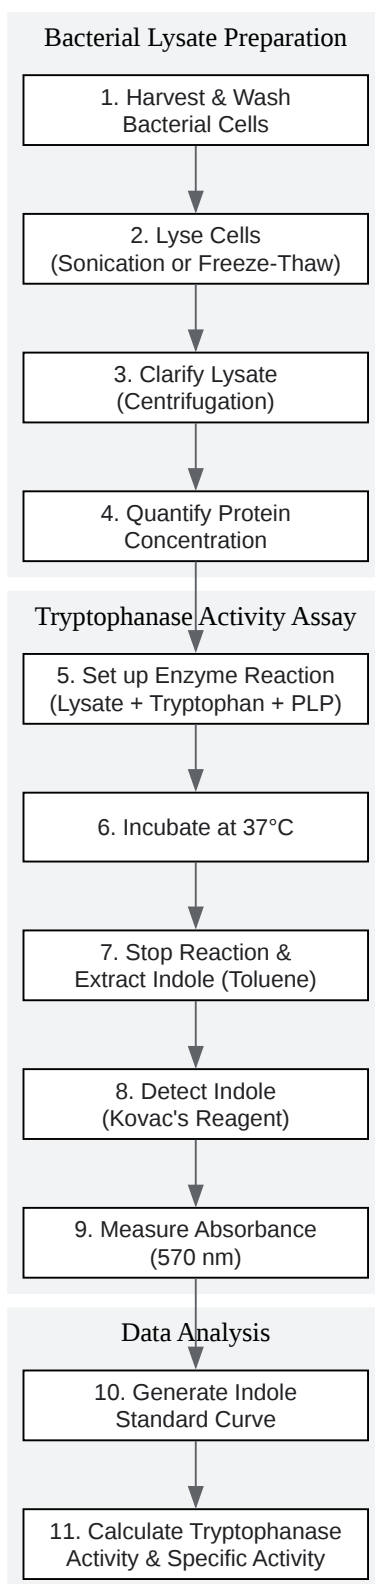 Bacterial Lysate Preparation
1. Harvest & Wash
Bacterial Cells
2. Lyse Cells
(Sonication or Freeze-Thaw)
3. Clarify Lysate
(Centrifugation)
4. Quantify Protein
Concentration
Tryptophanase Activity Assay
5. Set up Enzyme Reaction
(Lysate + Tryptophan + PLP)
6. Incubate at 37°C
7. Stop Reaction &
Extract Indole (Toluene)
8. Detect Indole
(Kovac's Reagent)
9. Measure Absorbance
(570 nm)
Data Analysis
10. Generate Indole
Standard Curve
11. Calculate Tryptophanase
Activity & Specific Activity